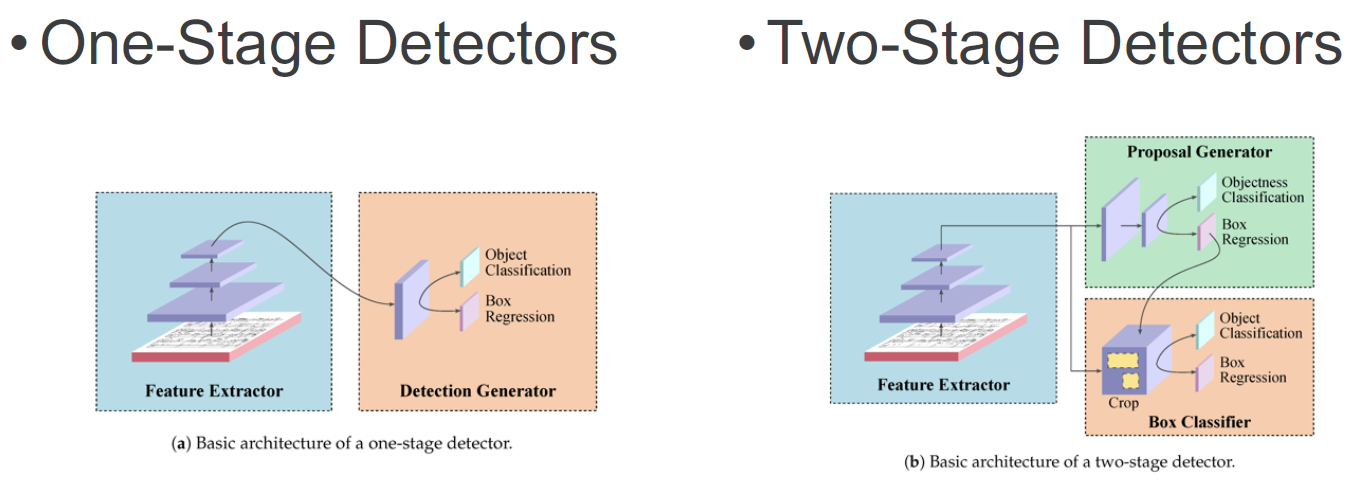 • One-Stage Detectors
Object
Classification
Box
Regression
Feature Extractor
Detection Generator
(a) Basic architecture of a one-stage detector.
• Two-Stage Detectors
Proposal Generator
Objectness
Classification
Box
Regression
Object
Classification
Box
Regression
Feature Extractor
Crop
Box Classifier
(b) Basic architecture of a two-stage detector.